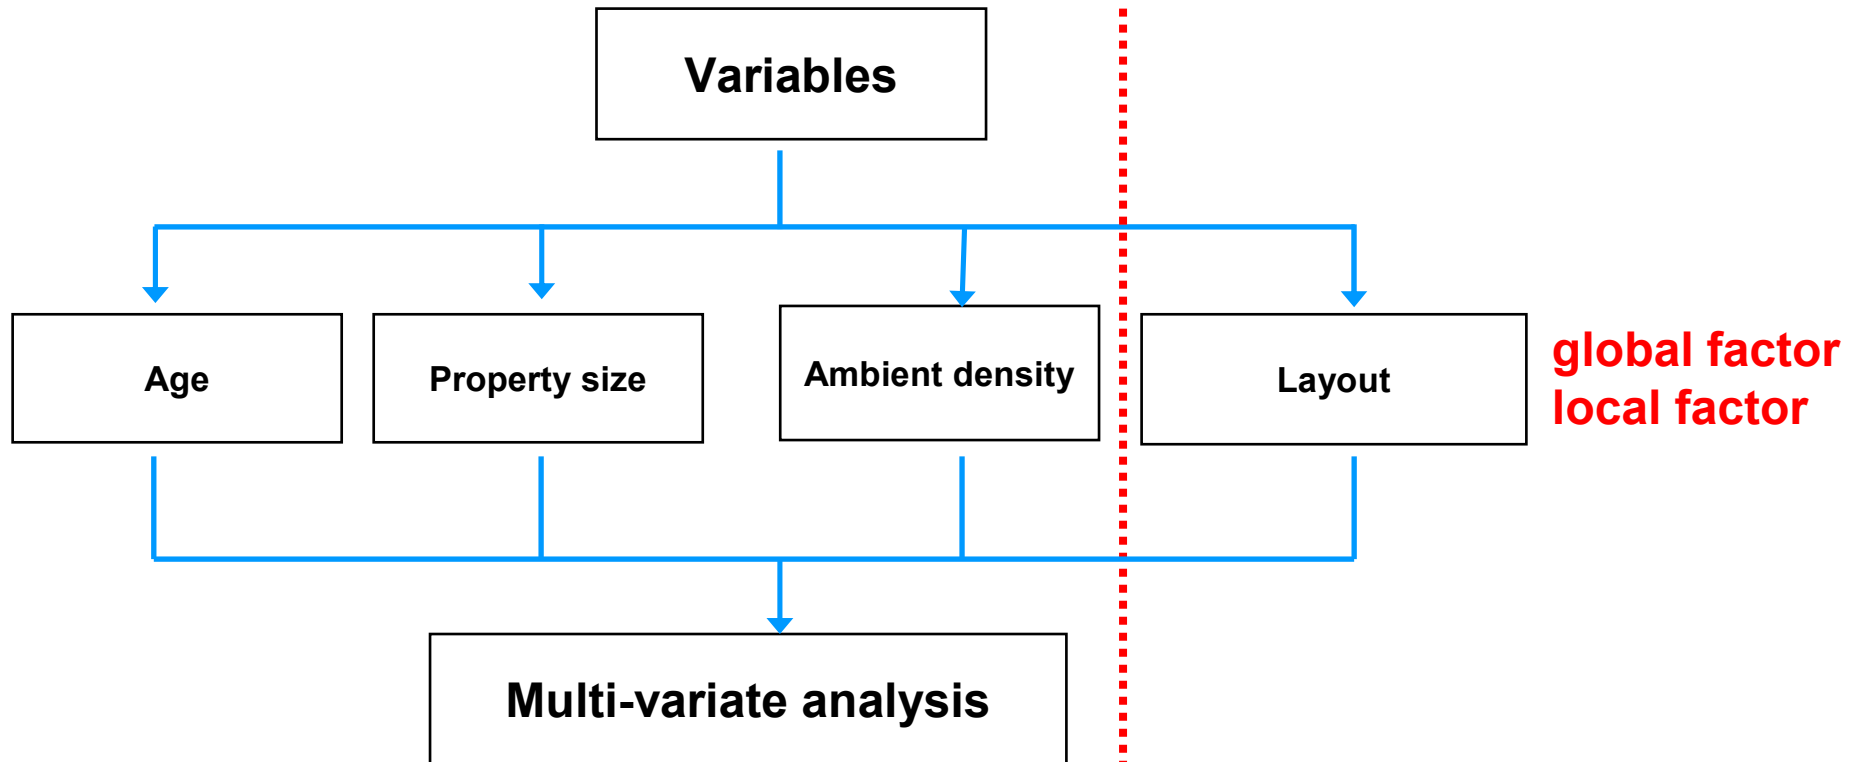 Variables
Age
Property size
Ambient density
Layout
global factor
local factor
Multi-variate analysis